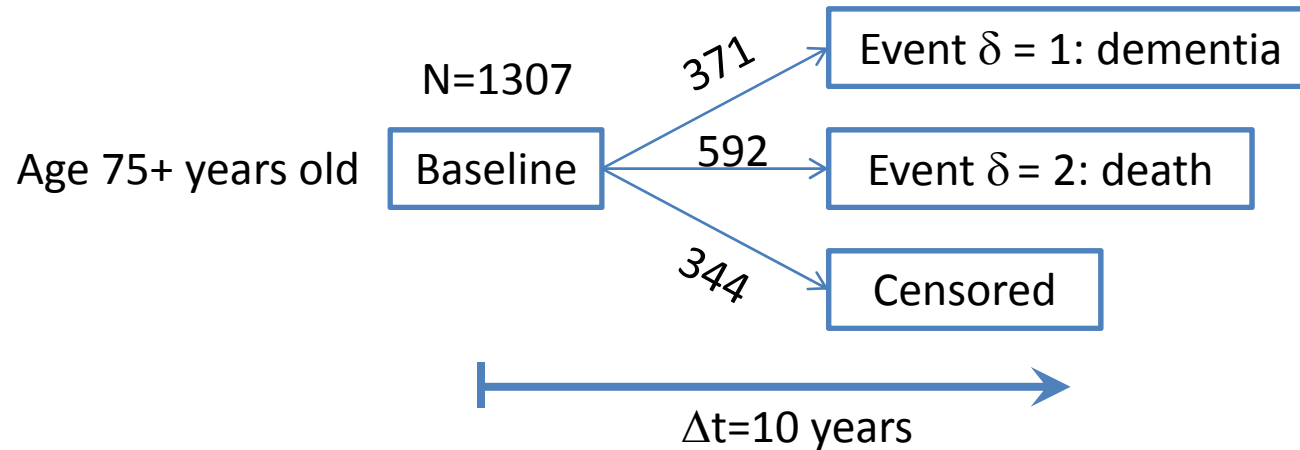 N=1307
Age 75+ years old
Baseline
371
Event δ = 1: dementia
592
Event δ = 2: death
344
Censored
Δt=10 years